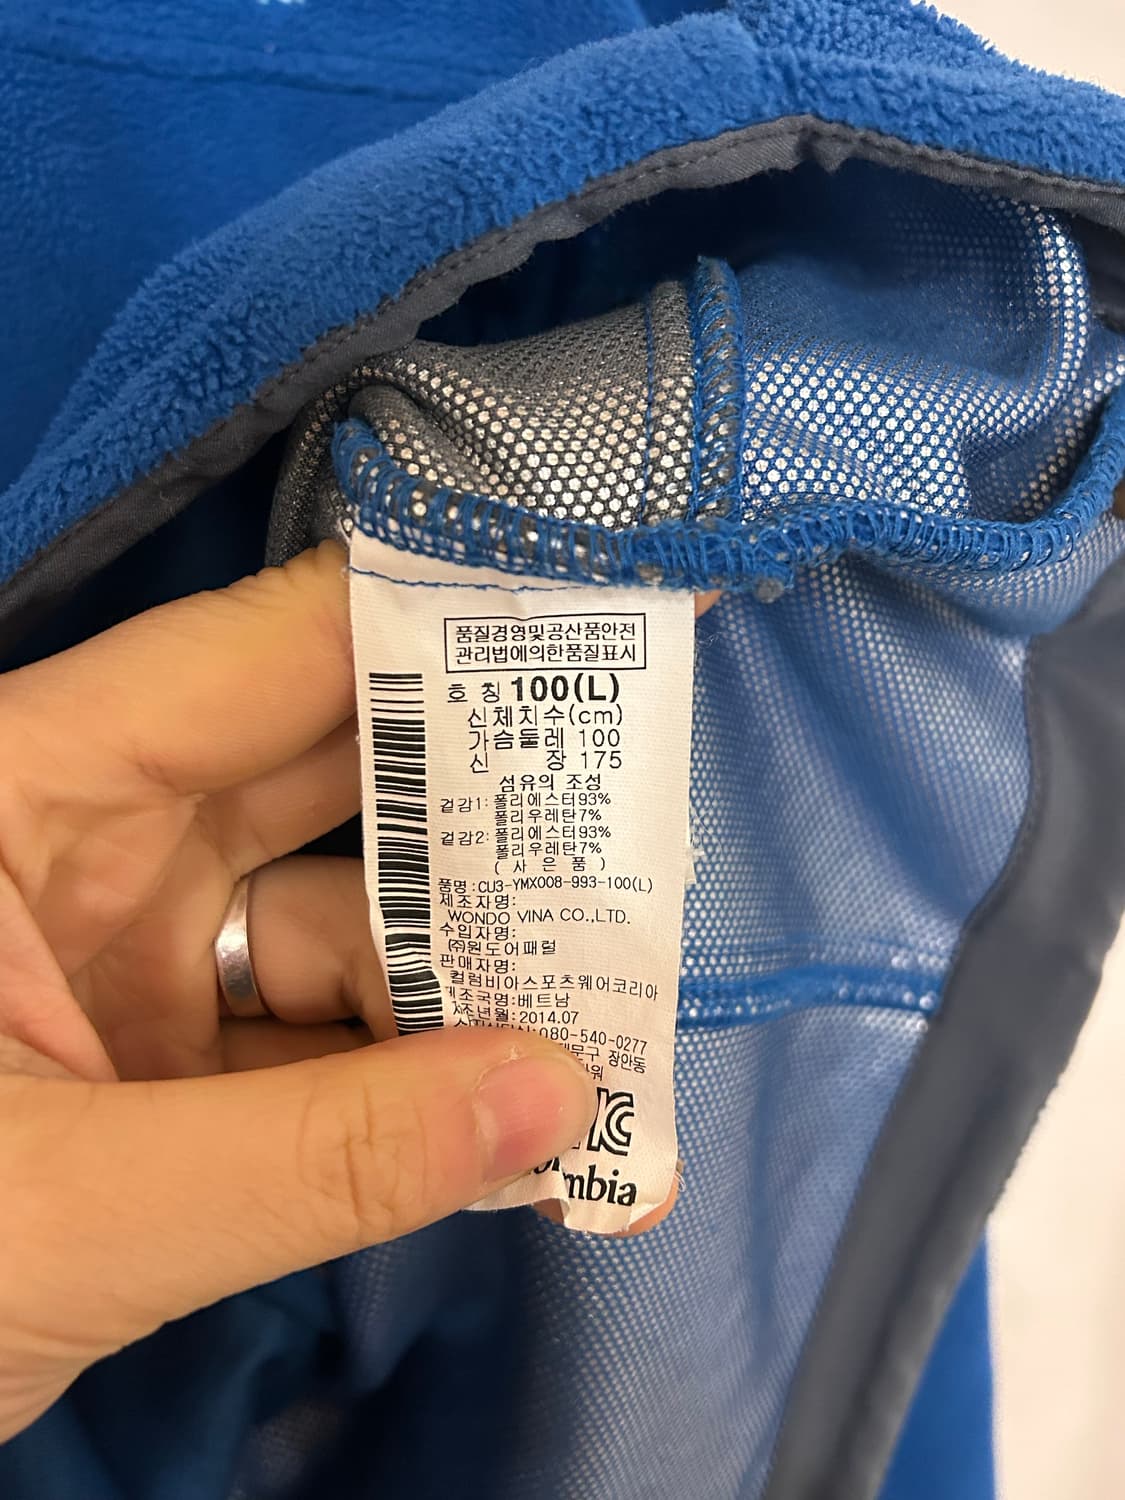 품질경영및공산품안전
관리법에의한품질표시
호 칭 100(L)
신체치수(cm)
가슴둘레 100
신 장 175
섬유의 조성
겉감1: 폴리에스터93%
폴리우레탄7%
겉감2: 폴리에스터93%
폴리우레탄7%
( 사 은 품 )
품명:CU3-YMX008-993-100(L)
제조자명:
WONDO VINA CO.,LTD.
수입자명:
㈜원도어패럴
판매자명:
컬럼비아스포츠웨어코리아
제조국명:베트남
제조년월:2014.07
080-540-0277
장안동